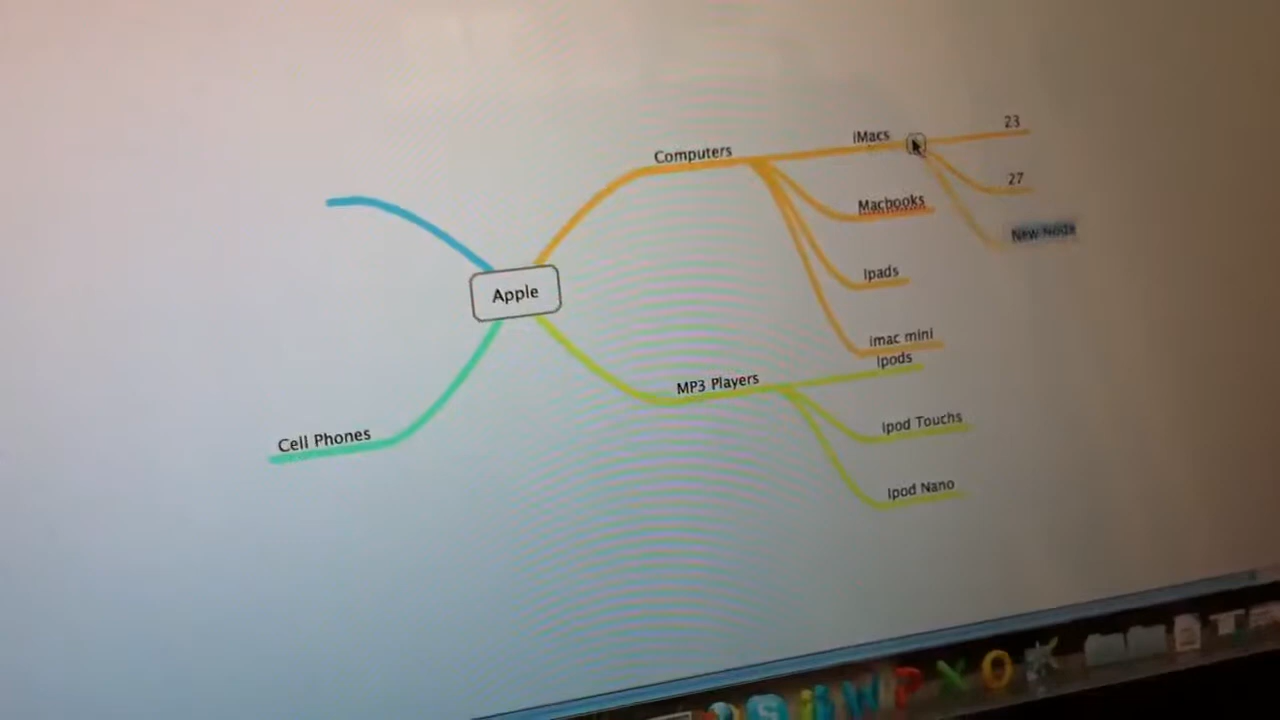 Apple
Computers
iMacs
23
27
New Node
Macbooks
Ipads
imac mini
MP3 Players
Ipods
Ipod Touchs
Ipod Nano
Cell Phones